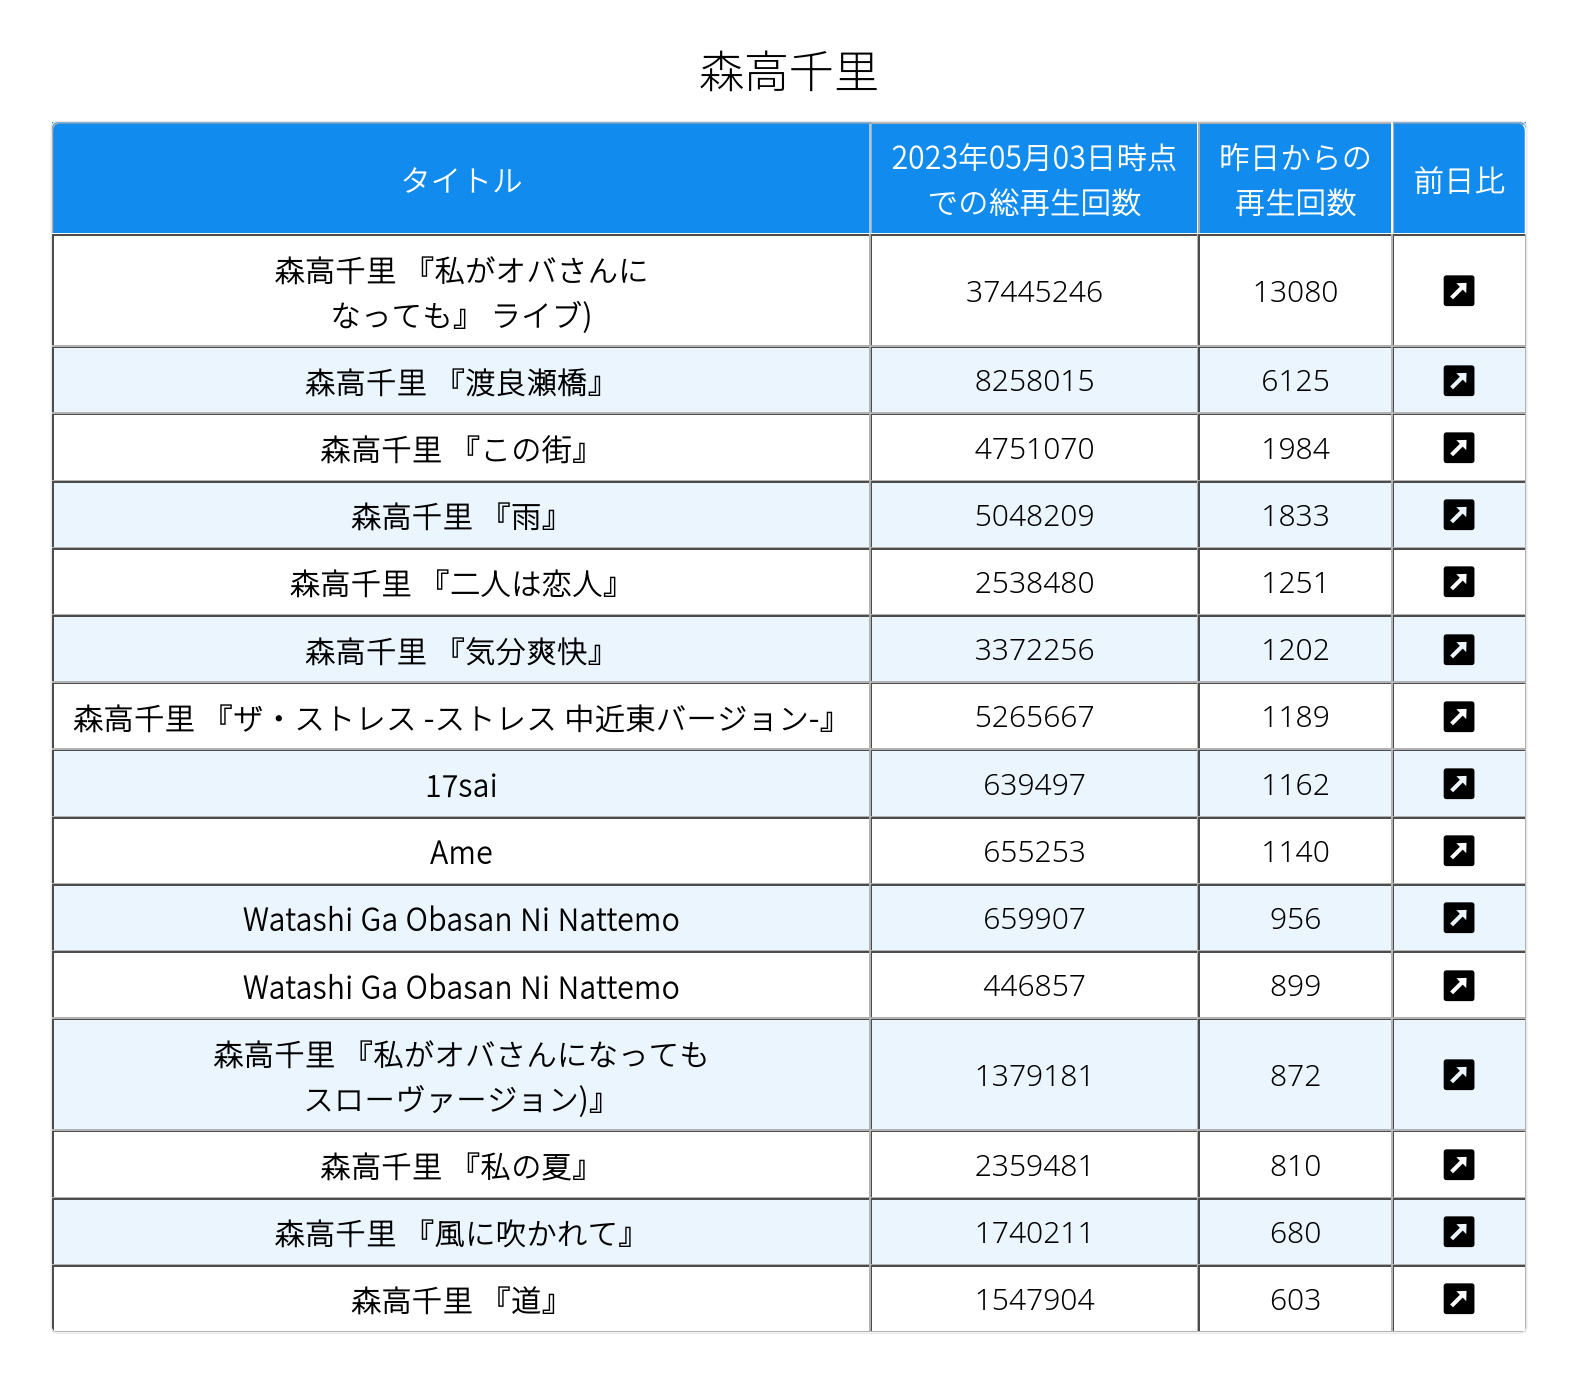 森高千里
タイトル
2023年05月03日時点
での総再生回数
昨日からの
再生回数
前日比
森高千里 『私がオバさんに
なっても』 ライブ)
37445246
13080
森高千里 『渡良瀬橋』
8258015
6125
森高千里 『この街』
4751070
1984
森高千里 『雨』
5048209
1833
森高千里 『二人は恋人』
2538480
1251
森高千里 『気分爽快』
3372256
1202
森高千里 『ザ・ストレス -ストレス 中近東バージョン-』
5265667
1189
17sai
639497
1162
Ame
655253
1140
Watashi Ga Obasan Ni Nattemo
659907
956
Watashi Ga Obasan Ni Nattemo
446857
899
森高千里 『私がオバさんになっても
スローヴァージョン)』
1379181
872
森高千里 『私の夏』
2359481
810
森高千里 『風に吹かれて』
1740211
680
森高千里 『道』
1547904
603